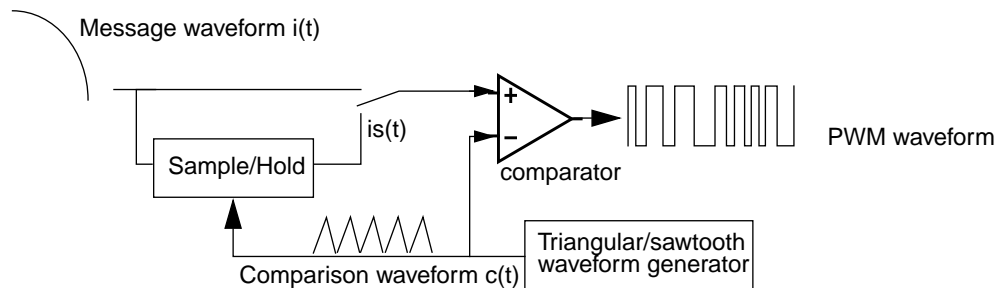 Message waveform i(t)
+
is(t)
−
PWM waveform
Sample/Hold
comparator
Triangular/sawtooth
waveform generator
Comparison waveform c(t)